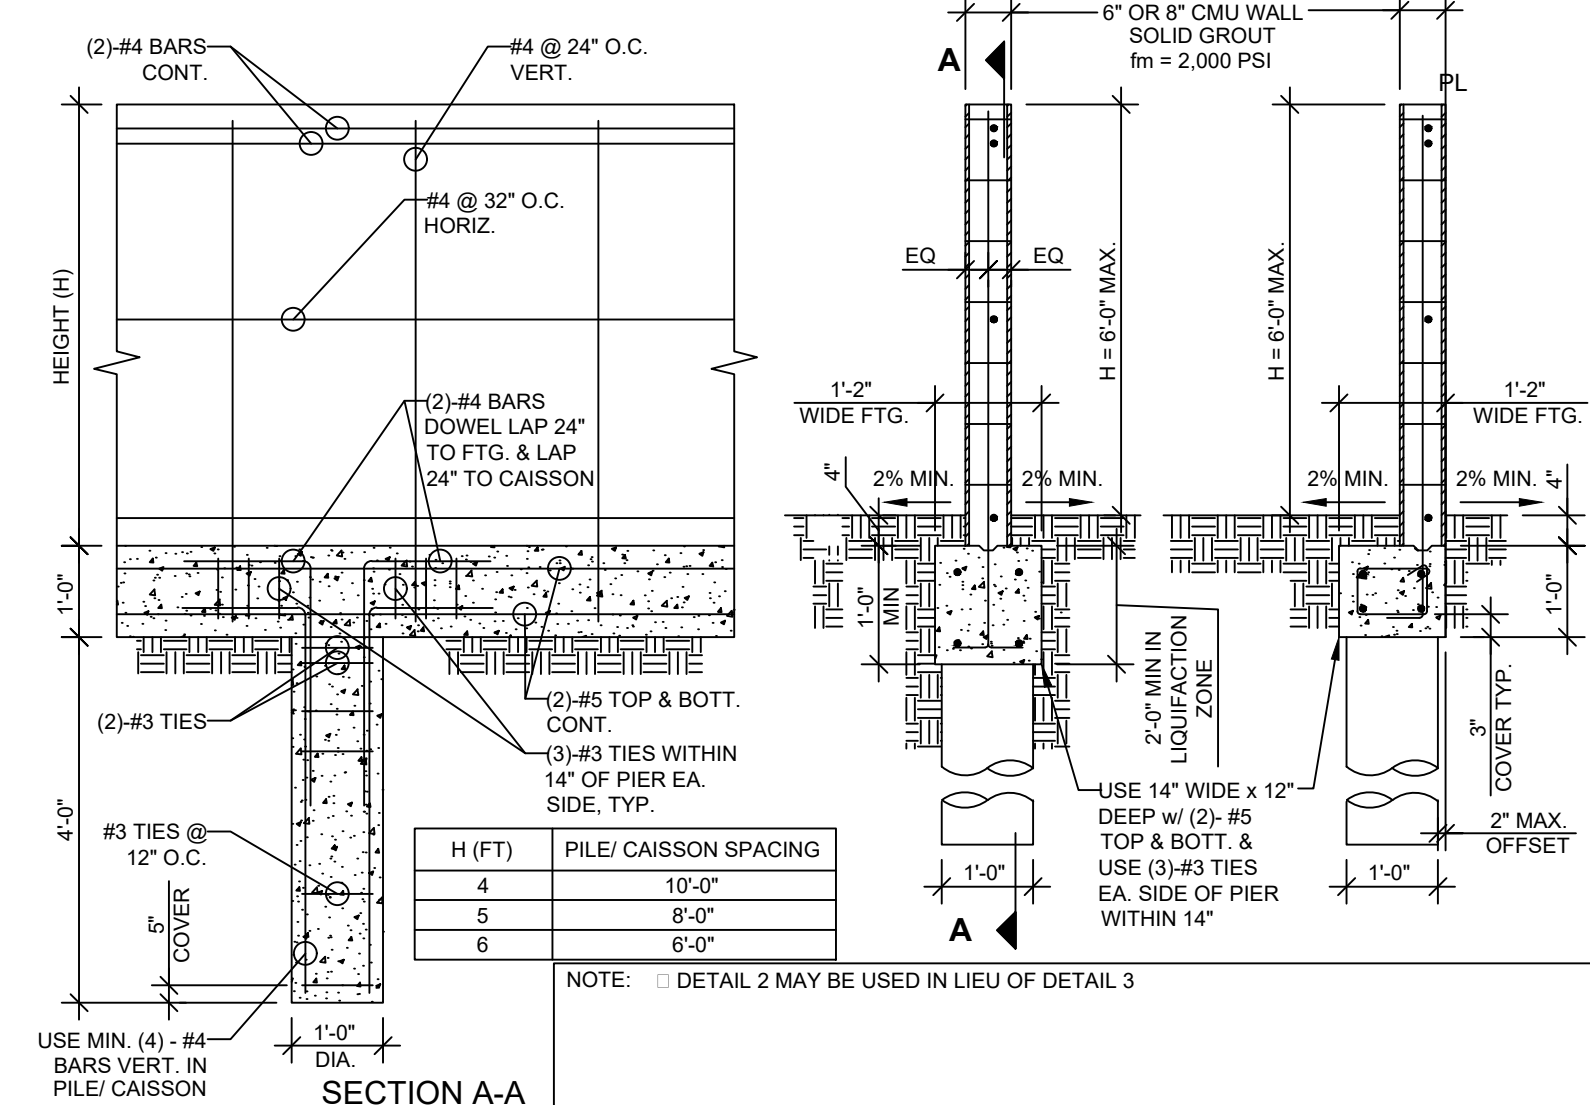 (2)-#4 BARS
CONT.
#4 @ 24" O.C.
VERT.
#4 @ 32" O.C.
HORIZ.
HEIGHT (H)
(2)-#4 BARS
DOWEL LAP 24"
TO FTG. & LAP
24" TO CAISSON
1'-0"
(2)-#3 TIES
(2)-#5 TOP & BOTT.
CONT.
(3)-#3 TIES WITHIN
14" OF PIER EA.
SIDE, TYP.
4'-0"
#3 TIES @
12" O.C.
5"
COVER
USE MIN. (4) - #4
BARS VERT. IN
PILE/ CAISSON
1'-0"
DIA.
SECTION A-A
H (FT) PILE/ CAISSON SPACING
4 10'-0"
5 8'-0"
6 6'-0"
6" OR 8" CMU WALL
SOLID GROUT
fm = 2,000 PSI
A
PL
EQ EQ
H = 6'-0" MAX.
H = 6'-0" MAX.
1'-2"
WIDE FTG.
1'-2"
WIDE FTG.
4"
2% MIN. 2% MIN.
2% MIN. 2% MIN.
4"
1'-0"
MIN
2'-0" MIN IN
LIQUIFACTION
ZONE
1'-0"
3"
COVER TYP.
USE 14" WIDE x 12"
DEEP w/ (2)- #5
TOP & BOTT. &
USE (3)-#3 TIES
EA. SIDE OF PIER
WITHIN 14"
2" MAX.
OFFSET
1'-0"
1'-0"
A
NOTE: □ DETAIL 2 MAY BE USED IN LIEU OF DETAIL 3